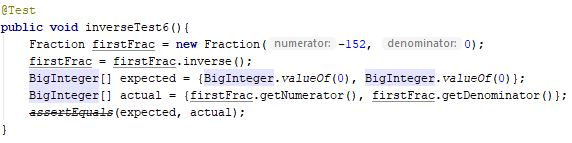 @Test
public void inverseTest6(){
Fraction firstFrac = new Fraction( numerator: -152, denominator: 0);
firstFrac = firstFrac.inverse();
BigInteger[] expected = {BigInteger.valueOf(0), BigInteger.valueOf(0)};
BigInteger[] actual = {firstFrac.getNumerator(), firstFrac.getDenominator()};
assertEquals(expected, actual);
}